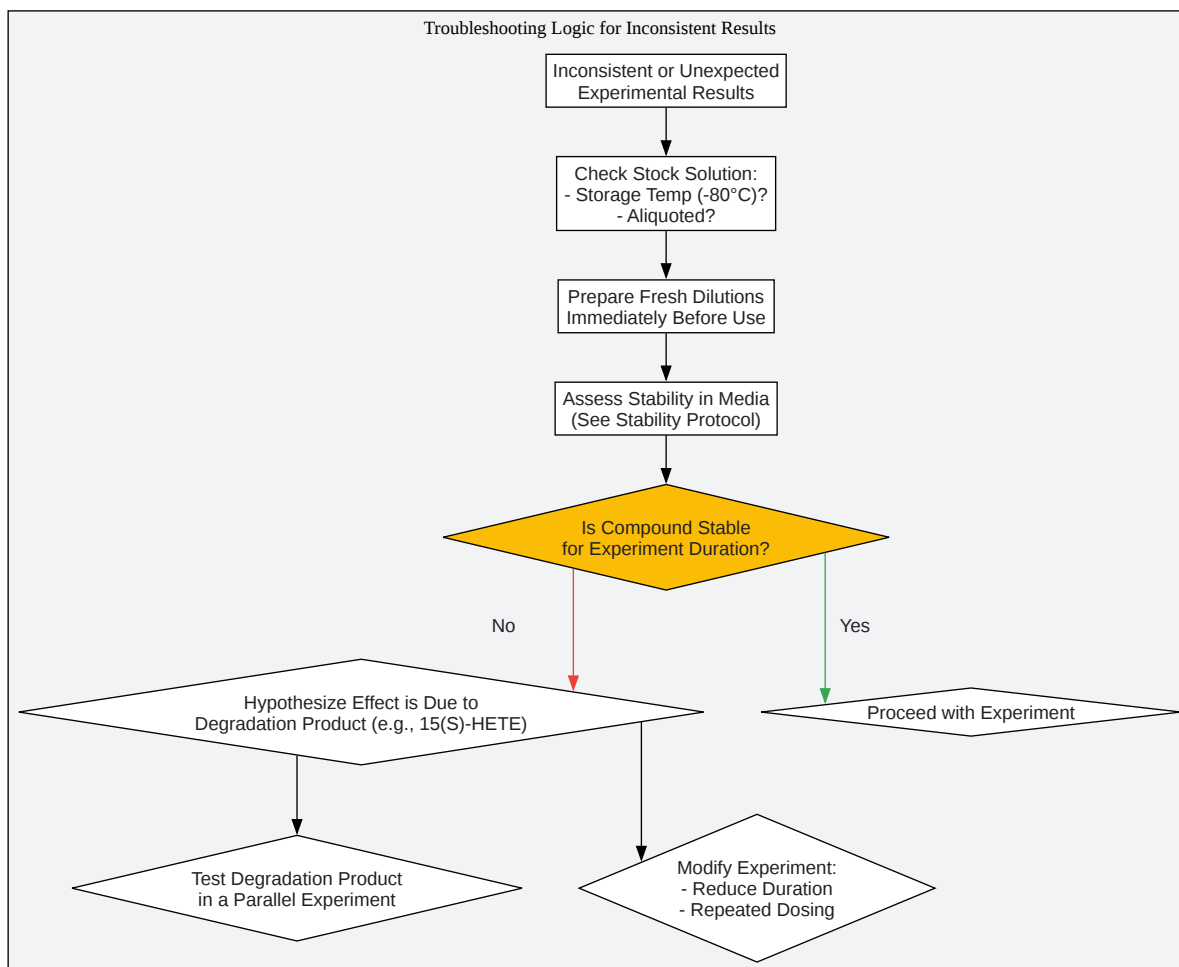 Troubleshooting Logic for Inconsistent Results
Inconsistent or Unexpected
Experimental Results
Check Stock Solution:
- Storage Temp (-80°C)?
- Aliquoted?
Prepare Fresh Dilutions
Immediately Before Use
Assess Stability in Media
(See Stability Protocol)
Is Compound Stable
for Experiment Duration?
No
Yes
Hypothesize Effect is Due to
Degradation Product (e.g., 15(S)-HETE)
Proceed with Experiment
Test Degradation Product
in a Parallel Experiment
Modify Experiment:
- Reduce Duration
- Repeated Dosing